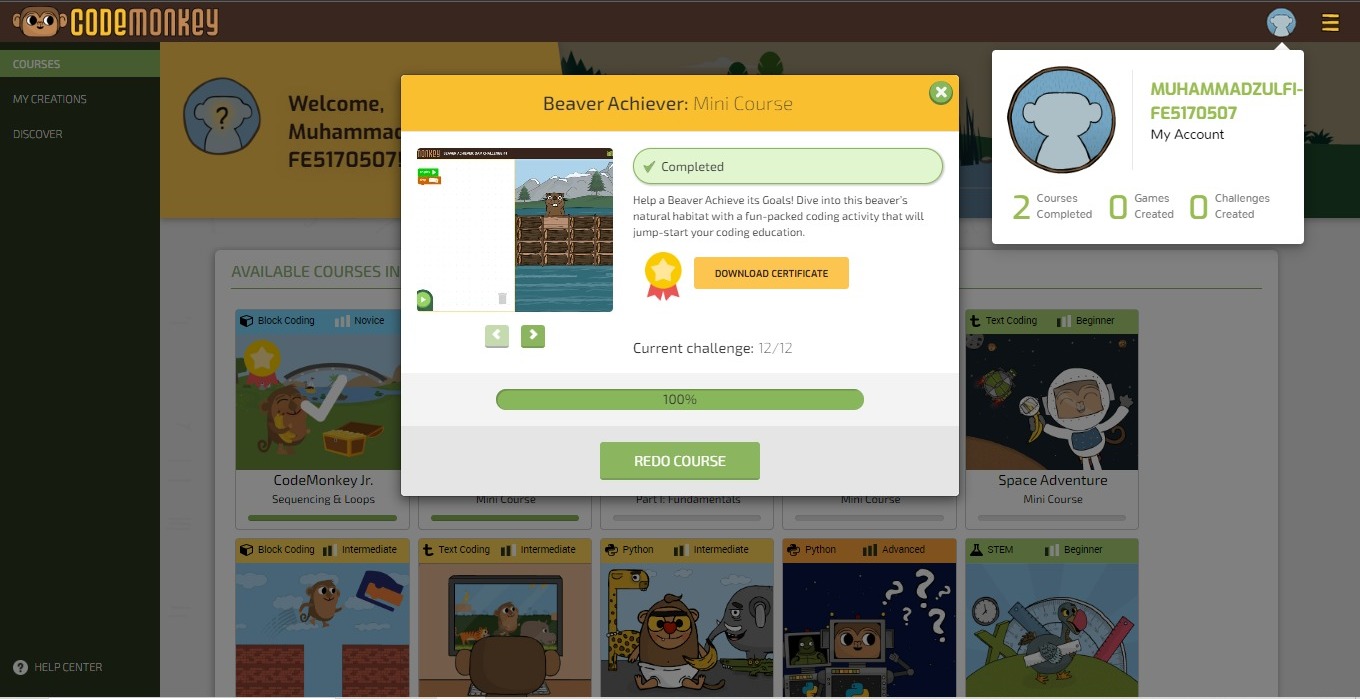 CODEMONKEY
COURSES
MY CREATIONS
DISCOVER
HELP CENTER
Welcome,
Muhammad
FE5170507!
MUHAMMADZULFI-
FE5170507
My Account
2 Courses Completed
0 Games Created
0 Challenges Created
Beaver Achiever: Mini Course
Completed
Help a Beaver Achieve its Goals! Dive into this beaver's
natural habitat with a fun-packed coding activity that will
jump-start your coding education.
DOWNLOAD CERTIFICATE
Current challenge: 12/12
100%
REDO COURSE
AVAILABLE COURSES IN
Block Coding Novice
Text Coding Beginner
CodeMonkey Jr.
Sequencing & Loops
Mini Course
Part 1: Fundamentals
Mini Course
Space Adventure
Mini Course
Block Coding Intermediate
Text Coding Intermediate
Python Intermediate
Python Advanced
STEM Beginner